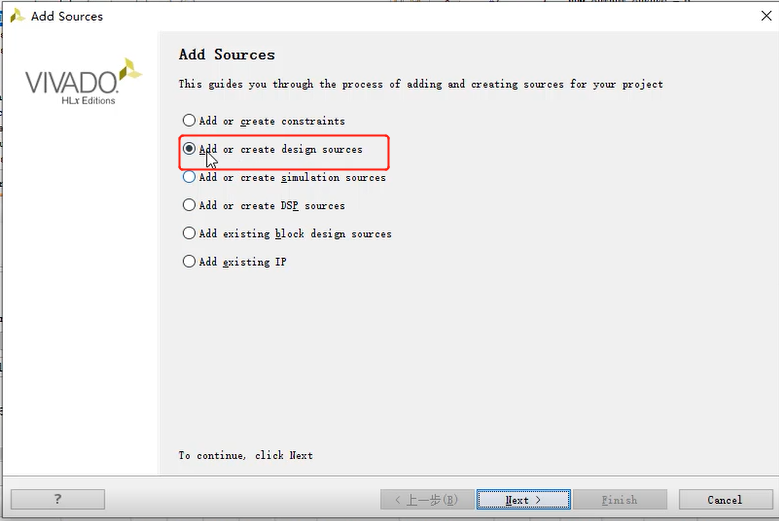 Add Sources
VIVADO.
HLx Editions
Add Sources
This guides you through the process of adding and creating sources for your project
Add or create constraints
Add or create design sources
Add or create simulation sources
Add or create DSP sources
Add existing block design sources
Add existing IP
To continue, click Next
?
< 上一步(B)
Next >
Finish
Cancel